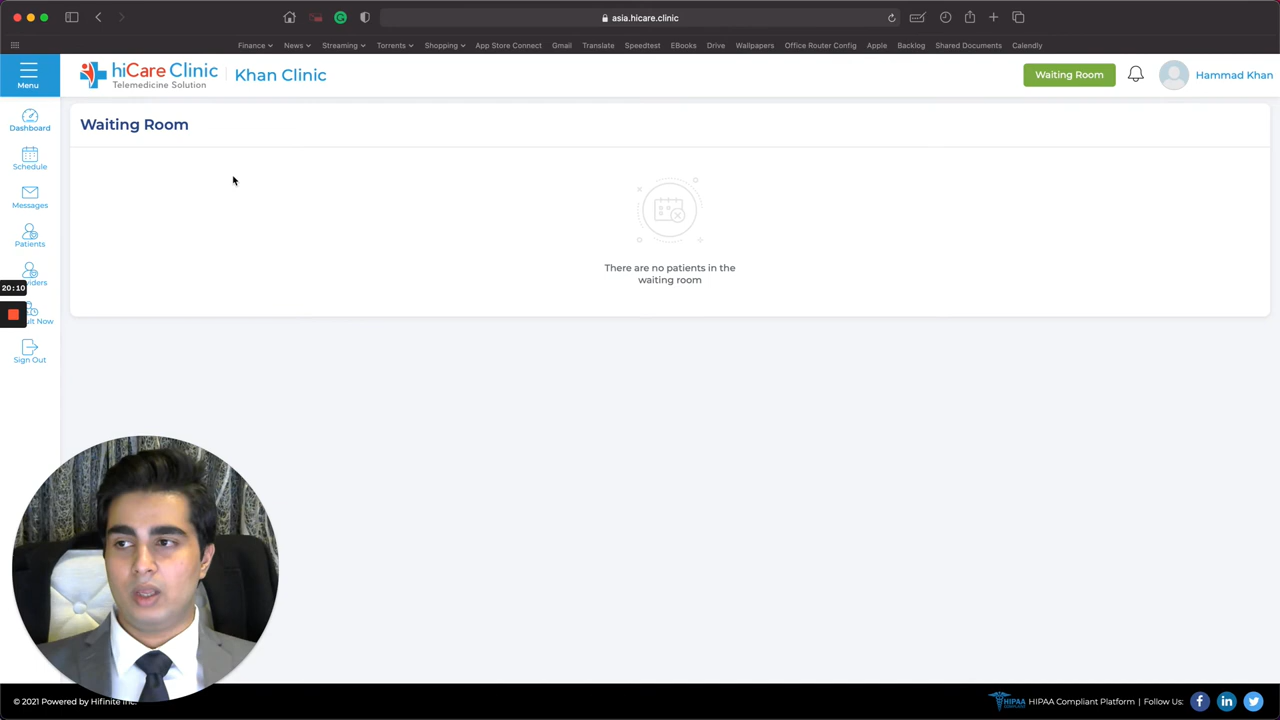 asia.hicare.clinic
Finance News Streaming Torrents Shopping App Store Connect Gmail Translate Speedtest EBooks Drive Wallpapers Office Router Config Apple Backlog Shared Documents Calendly
Menu
hiCare Clinic
Telemedicine Solution
Khan Clinic
Waiting Room
Hammad Khan
Dashboard
Schedule
Messages
Patients
20:10
Sign Out
Waiting Room
There are no patients in the
waiting room
© 2021 Powered by Hifinite Inc.
HIPAA
HIPAA Compliant Platform | Follow Us: